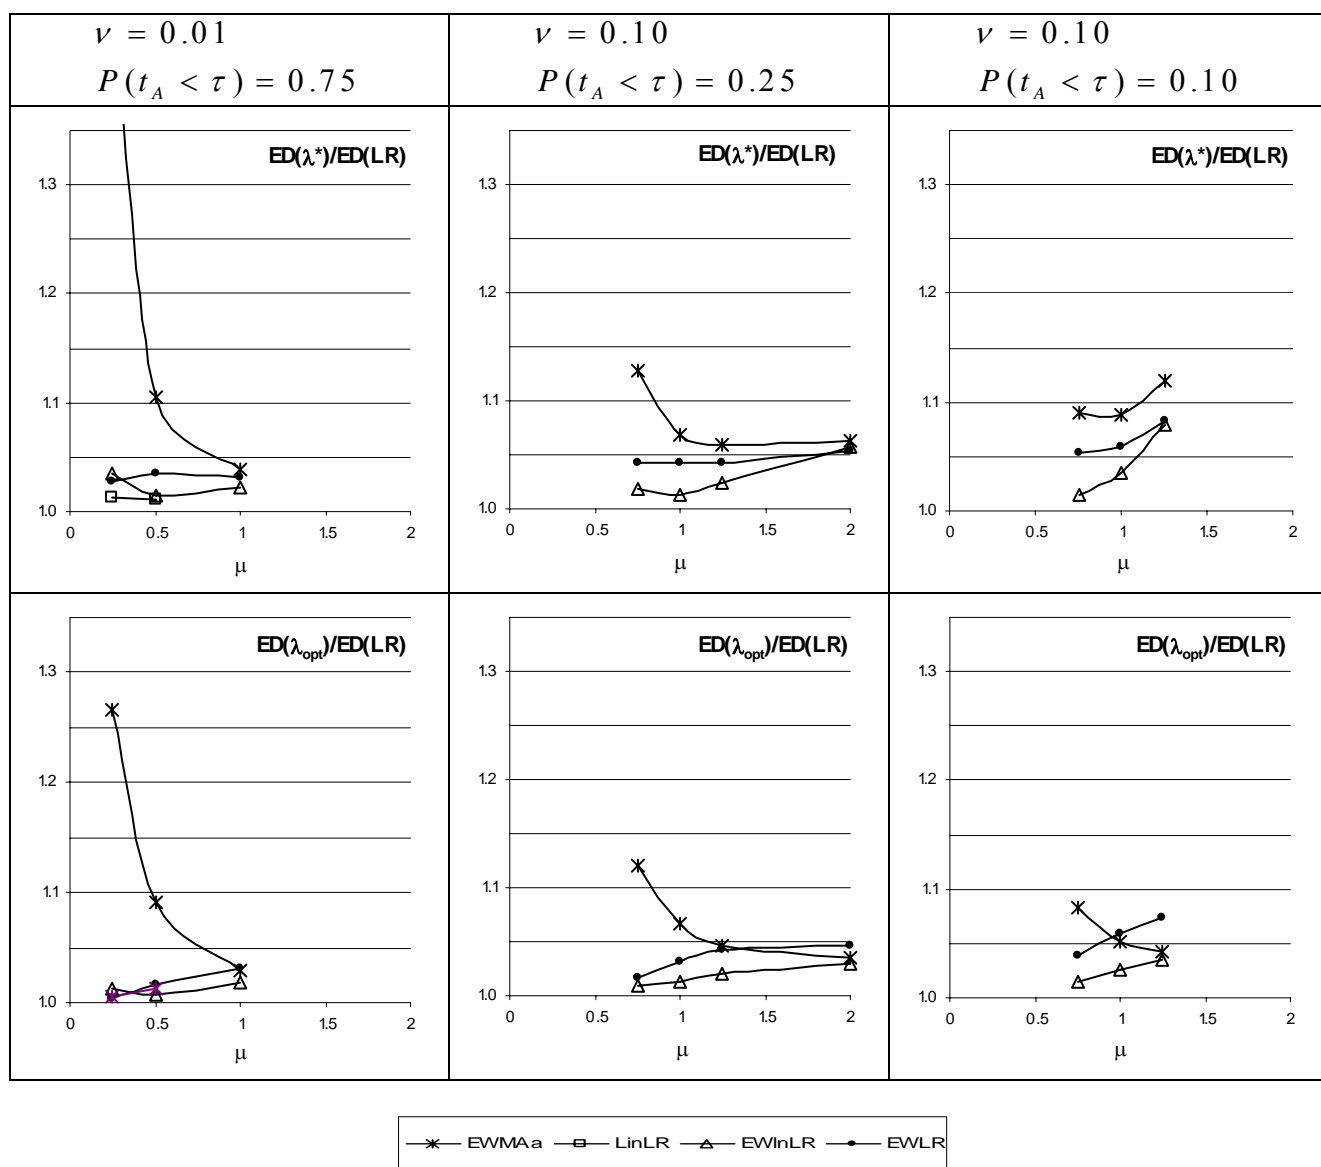 ν = 0.01
P(t_A < τ) = 0.75
ν = 0.10
P(t_A < τ) = 0.25
ν = 0.10
P(t_A < τ) = 0.10
ED(λ*)/ED(LR)
1.3
1.2
1.1
1.0
0 0.5 1 1.5 2
μ
ED(λ*)/ED(LR)
1.3
1.2
1.1
1.0
0 0.5 1 1.5 2
μ
ED(λ*)/ED(LR)
1.3
1.2
1.1
1.0
0 0.5 1 1.5 2
μ
ED(λopt)/ED(LR)
1.3
1.2
1.1
1.0
0 0.5 1 1.5 2
μ
ED(λopt)/ED(LR)
1.3
1.2
1.1
1.0
0 0.5 1 1.5 2
μ
ED(λopt)/ED(LR)
1.3
1.2
1.1
1.0
0 0.5 1 1.5 2
μ
EWMAa LinLR EWlnLR EWLR